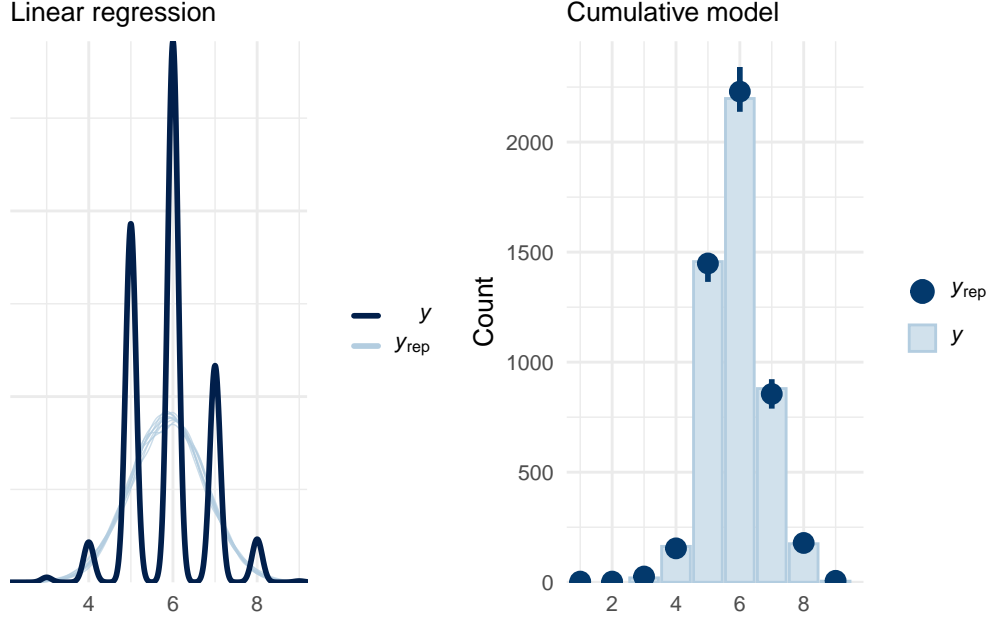 Linear regression
Cumulative model
4 6 8
y
yrep
Count
2000
1500
1000
500
0
2 4 6 8
yrep
y